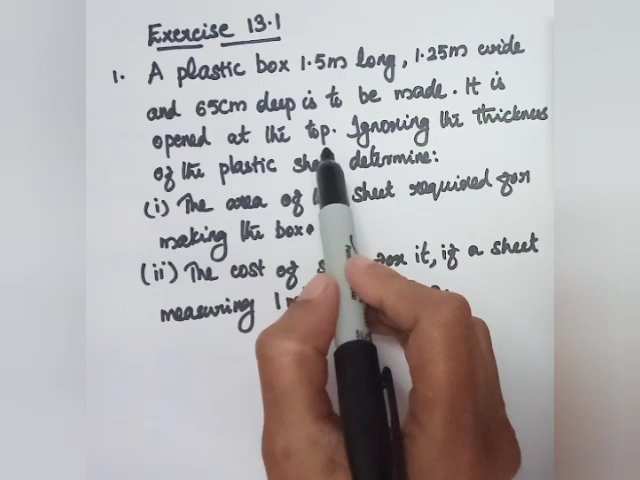 Exercise 13.1
1. A plastic box 1.5m long, 1.25m wide
and 65cm deep is to be made. It is
opened at the top. Ignoring the thickness
of the plastic determine:
(i) The area of sheet required for
making the box.
(ii) The cost of for it, if a sheet
measuring 1